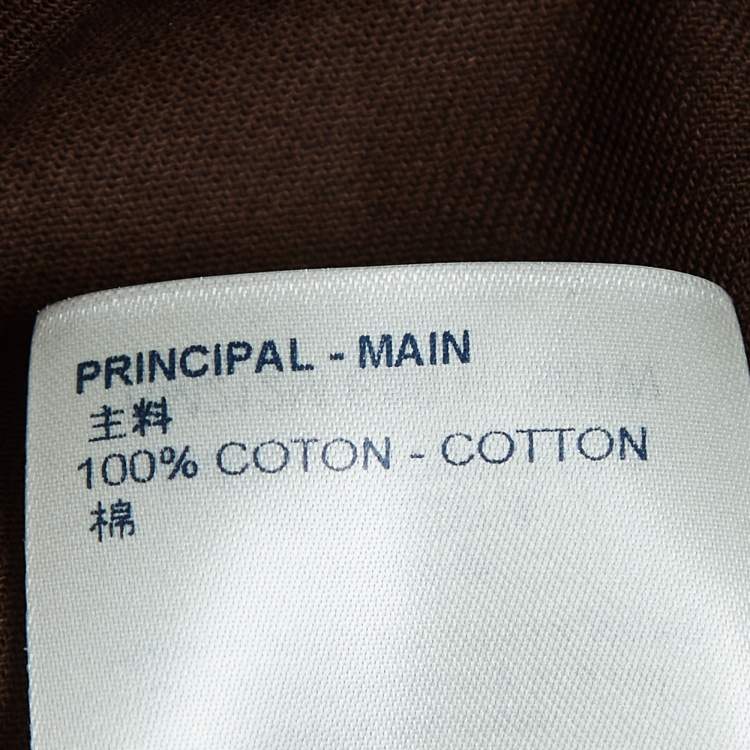 PRINCIPAL - MAIN
主料
100% COTON - COTTON
棉